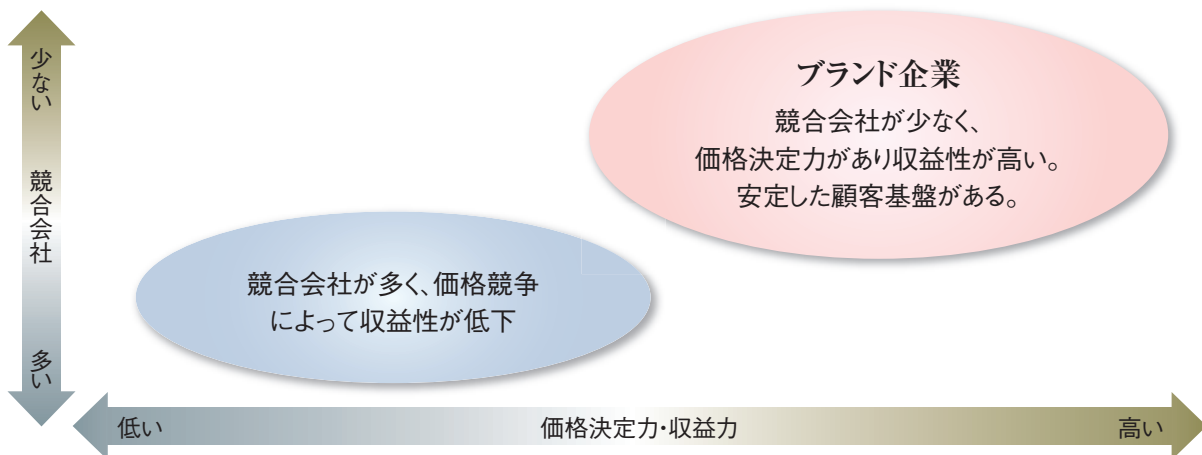 少ない
競合会社
多い
ブランド企業
競合会社が少なく、
価格決定力があり収益性が高い。
安定した顧客基盤がある。
競合会社が多く、価格競争
によって収益性が低下
低い
価格決定力・収益力
高い